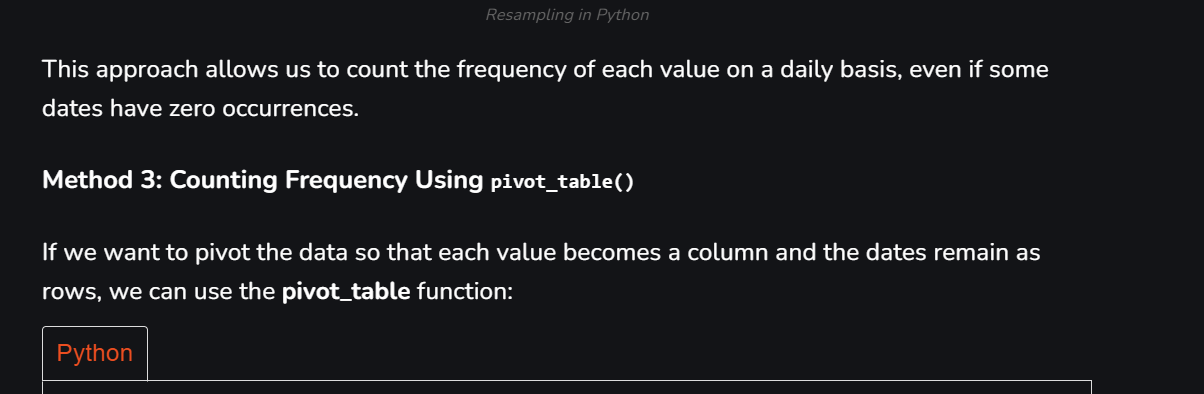 Resampling in Python
This approach allows us to count the frequency of each value on a daily basis, even if some
dates have zero occurrences.
Method 3: Counting Frequency Using pivot_table()
If we want to pivot the data so that each value becomes a column and the dates remain as
rows, we can use the pivot_table function:
Python